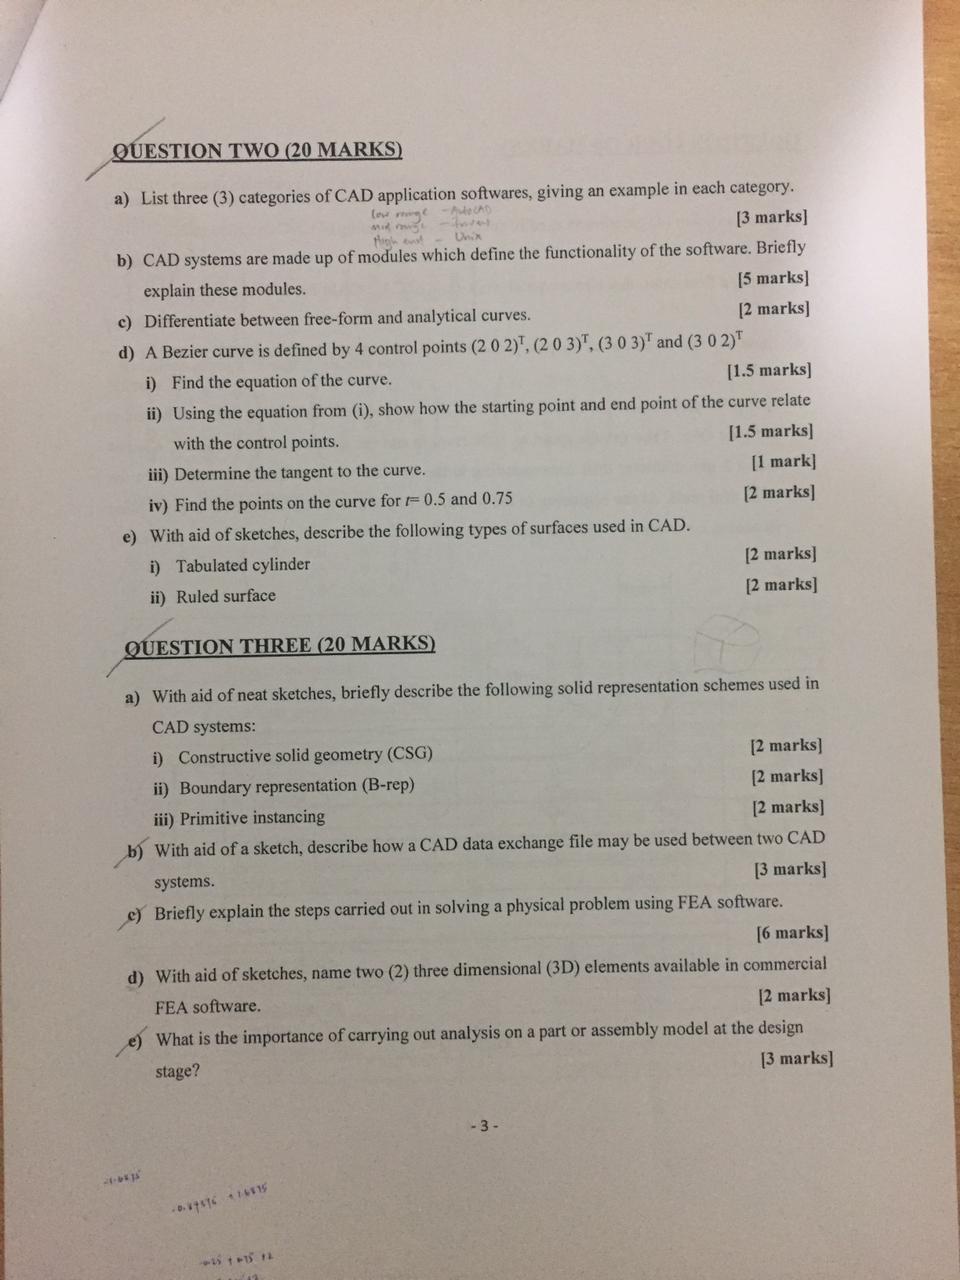 QUESTION TWO (20 MARKS)
a) List three (3) categories of CAD application softwares, giving an example in each category.
low range - AutoCAD
[3 marks]
mid range -
High end - Unix
b) CAD systems are made up of modules which define the functionality of the software. Briefly
explain these modules. [5 marks]
c) Differentiate between free-form and analytical curves. [2 marks]
d) A Bezier curve is defined by 4 control points (2 0 2)ᵀ, (2 0 3)ᵀ, (3 0 3)ᵀ and (3 0 2)ᵀ
i) Find the equation of the curve. [1.5 marks]
ii) Using the equation from (i), show how the starting point and end point of the curve relate
with the control points. [1.5 marks]
iii) Determine the tangent to the curve. [1 mark]
iv) Find the points on the curve for t= 0.5 and 0.75 [2 marks]
e) With aid of sketches, describe the following types of surfaces used in CAD.
i) Tabulated cylinder [2 marks]
ii) Ruled surface [2 marks]
QUESTION THREE (20 MARKS)
a) With aid of neat sketches, briefly describe the following solid representation schemes used in
CAD systems:
i) Constructive solid geometry (CSG) [2 marks]
ii) Boundary representation (B-rep) [2 marks]
iii) Primitive instancing [2 marks]
b) With aid of a sketch, describe how a CAD data exchange file may be used between two CAD
systems. [3 marks]
c) Briefly explain the steps carried out in solving a physical problem using FEA software.
[6 marks]
d) With aid of sketches, name two (2) three dimensional (3D) elements available in commercial
FEA software. [2 marks]
e) What is the importance of carrying out analysis on a part or assembly model at the design
stage? [3 marks]
- 3 -
-1.6875
+ 1.6875